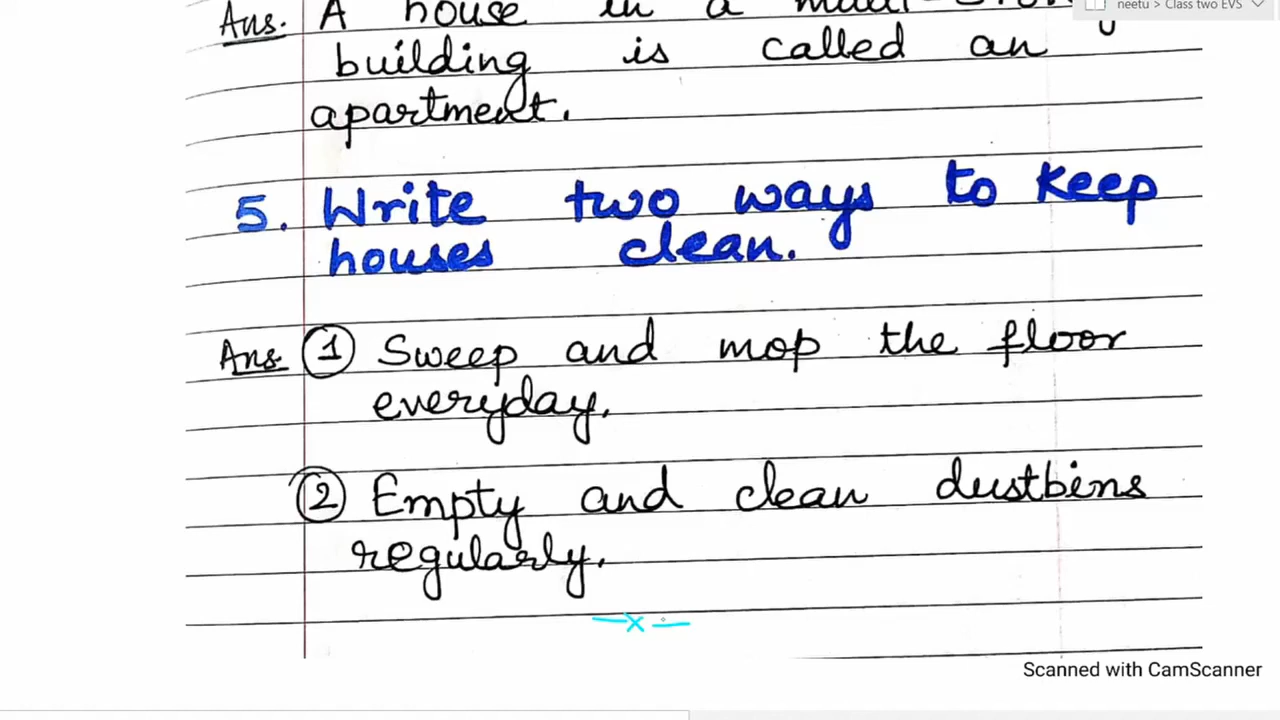 neetu > Class two EVS
Ans. A house in a
building is called an
apartment.
5. Write two ways to keep
houses clean.
Ans 1 Sweep and mop the floor
everyday.
2 Empty and clean dustbins
regularly.
—x—
Scanned with CamScanner